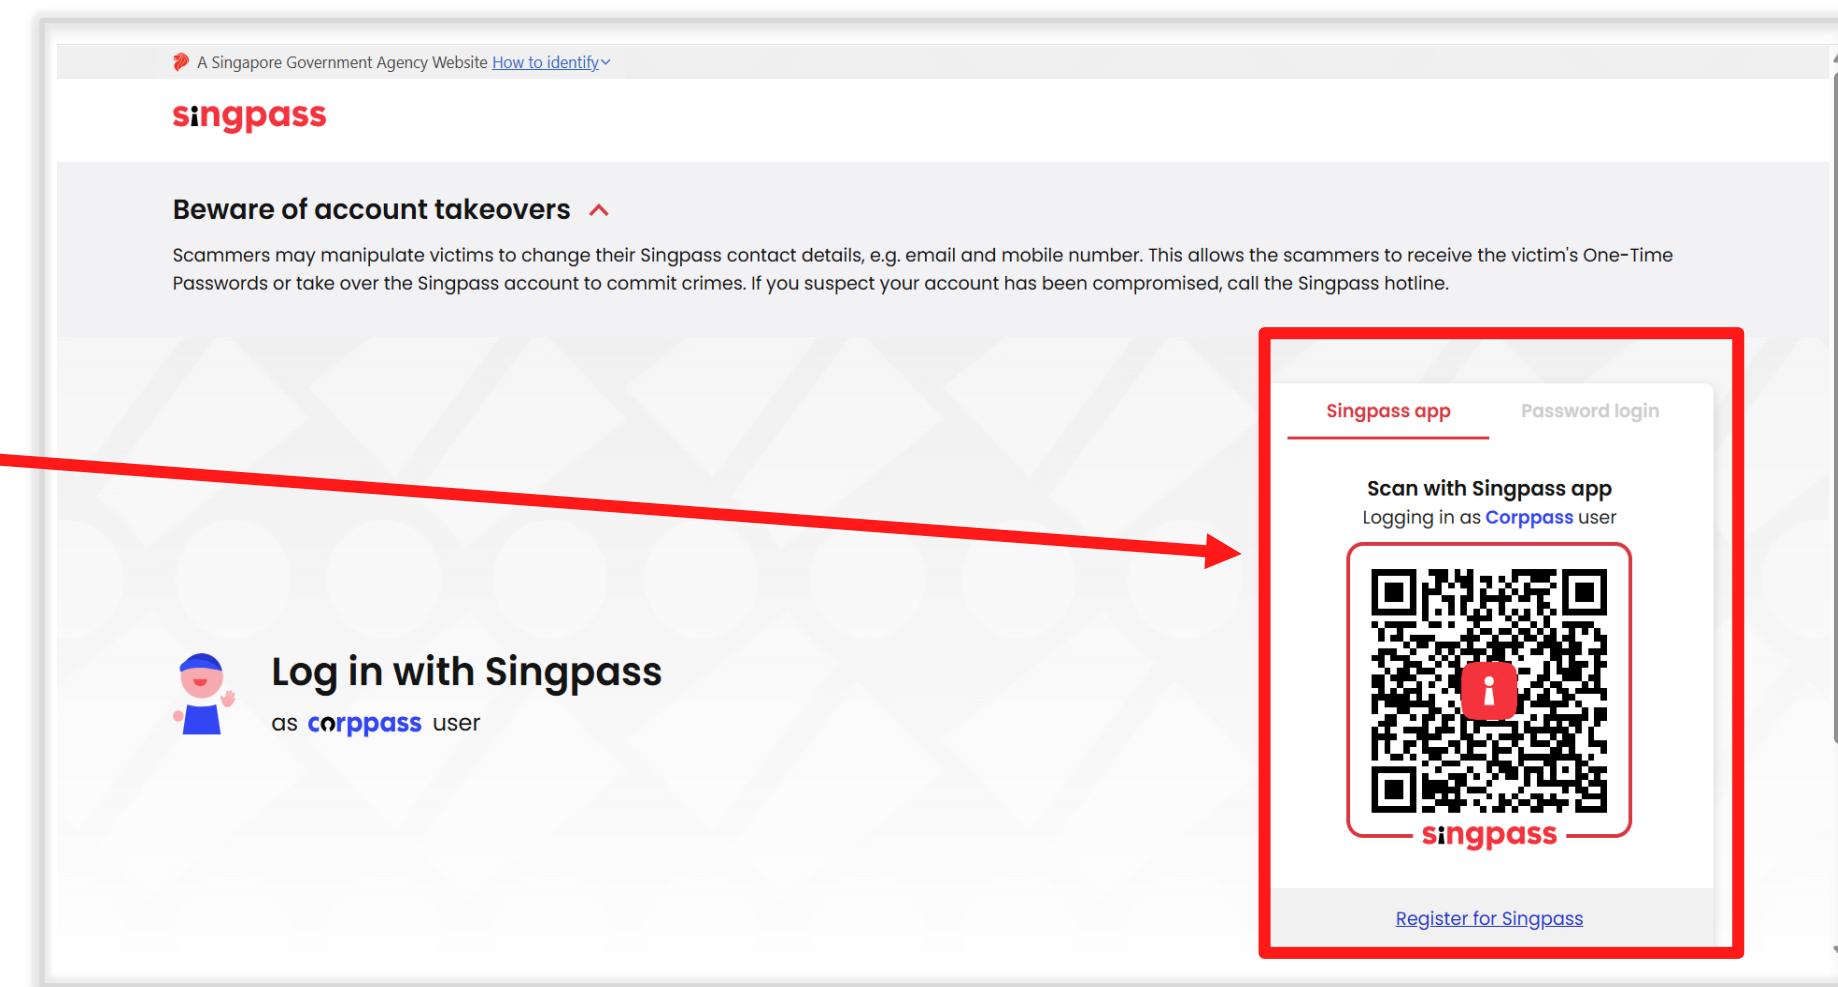 A Singapore Government Agency Website How to identify
singpass
Beware of account takeovers
Scammers may manipulate victims to change their Singpass contact details, e.g. email and mobile number. This allows the scammers to receive the victim's One-Time
Passwords or take over the Singpass account to commit crimes. If you suspect your account has been compromised, call the Singpass hotline.
Singpass app Password login
Scan with Singpass app
Logging in as Corppass user
singpass
Register for Singpass
Log in with Singpass
as corppass user